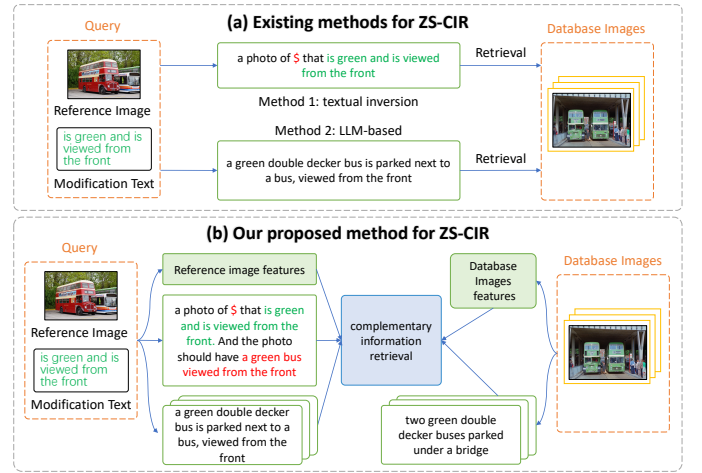 (a) Existing methods for ZS-CIR
Query
Reference Image
is green and is
viewed from
the front
Modification Text
a photo of $ that is green and is viewed
from the front
Method 1: textual inversion
Method 2: LLM-based
a green double decker bus is parked next to
a bus, viewed from the front
Retrieval
Retrieval
Database Images
(b) Our proposed method for ZS-CIR
Query
Reference Image
is green and is
viewed from
the front
Modification Text
Reference image features
a photo of $ that is green
and is viewed from the
front. And the photo
should have a green bus
viewed from the front
a green double decker
bus is parked next to a
bus, viewed from the
front
complementary
information
retrieval
Database
Images
features
two green double
decker buses parked
under a bridge
Database Images